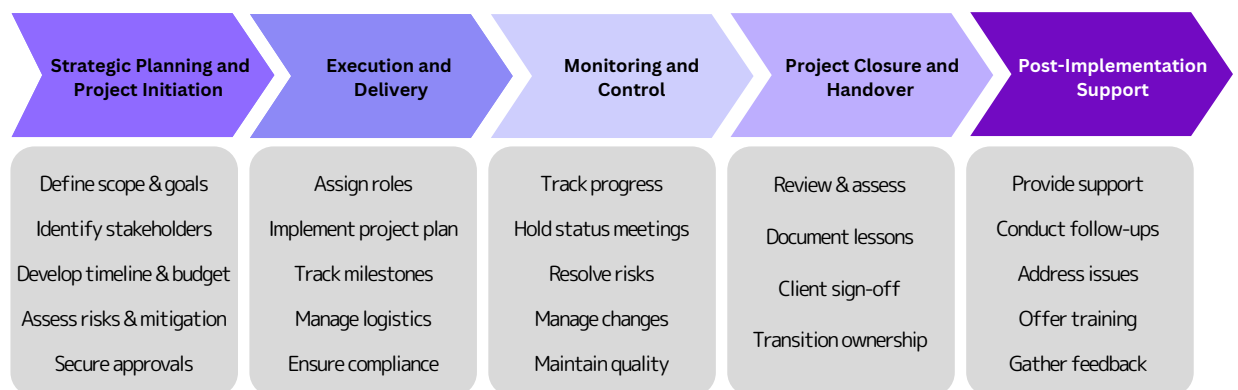 Strategic Planning and
Project Initiation
Execution and
Delivery
Monitoring and
Control
Project Closure and
Handover
Post-Implementation
Support
Define scope & goals
Identify stakeholders
Develop timeline & budget
Assess risks & mitigation
Secure approvals
Assign roles
Implement project plan
Track milestones
Manage logistics
Ensure compliance
Track progress
Hold status meetings
Resolve risks
Manage changes
Maintain quality
Review & assess
Document lessons
Client sign-off
Transition ownership
Provide support
Conduct follow-ups
Address issues
Offer training
Gather feedback